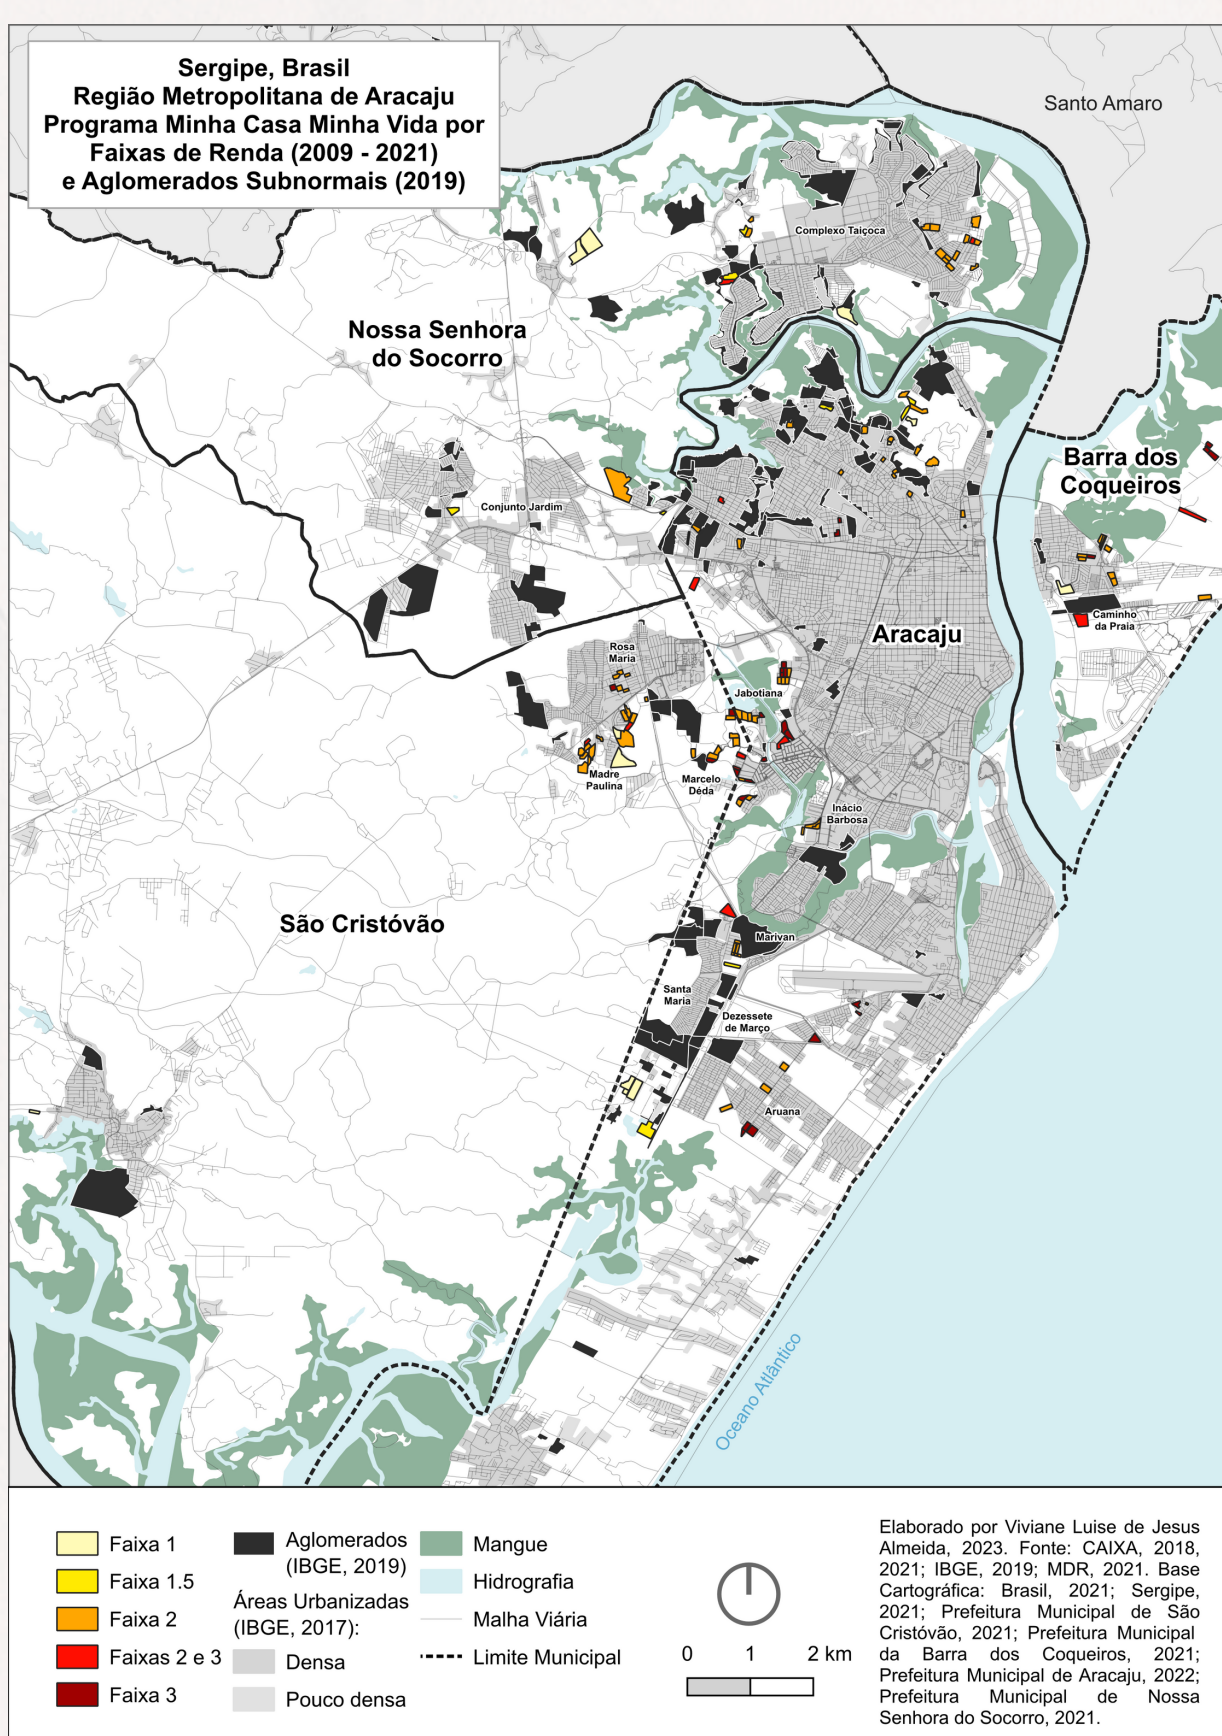 Sergipe, Brasil
Região Metropolitana de Aracaju
Programa Minha Casa Minha Vida por
Faixas de Renda (2009 - 2021)
e Aglomerados Subnormais (2019)
Santo Amaro
Complexo Taiçoca
Nossa Senhora
do Socorro
Barra dos
Coqueiros
Conjunto Jardim
Caminho
da Praia
Aracaju
Rosa
Maria
Jabotiana
Madre
Paulina
Marcelo
Déda
Inácio
Barbosa
São Cristóvão
Marivan
Santa
Maria
Dezessete
de Março
Aruana
Oceano Atlântico
Faixa 1
Faixa 1.5
Faixa 2
Faixas 2 e 3
Faixa 3
Aglomerados
(IBGE, 2019)
Áreas Urbanizadas
(IBGE, 2017):
Densa
Pouco densa
Mangue
Hidrografia
Malha Viária
Limite Municipal
0 1 2 km
Elaborado por Viviane Luise de Jesus
Almeida, 2023. Fonte: CAIXA, 2018,
2021; IBGE, 2019; MDR, 2021. Base
Cartográfica: Brasil, 2021; Sergipe,
2021; Prefeitura Municipal de São
Cristóvão, 2021; Prefeitura Municipal
da Barra dos Coqueiros, 2021;
Prefeitura Municipal de Aracaju, 2022;
Prefeitura Municipal de Nossa
Senhora do Socorro, 2021.